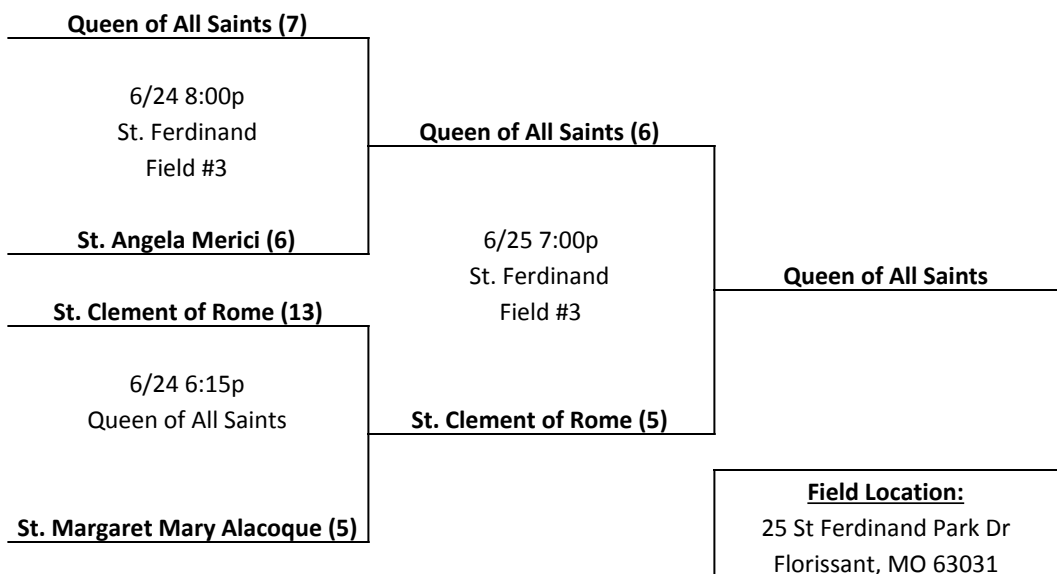 Queen of All Saints (7)
6/24 8:00p
St. Ferdinand
Field #3
St. Angela Merici (6)
St. Clement of Rome (13)
6/24 6:15p
Queen of All Saints
St. Margaret Mary Alacoque (5)
Queen of All Saints (6)
6/25 7:00p
St. Ferdinand
Field #3
St. Clement of Rome (5)
Queen of All Saints
Field Location:
25 St Ferdinand Park Dr
Florissant, MO 63031